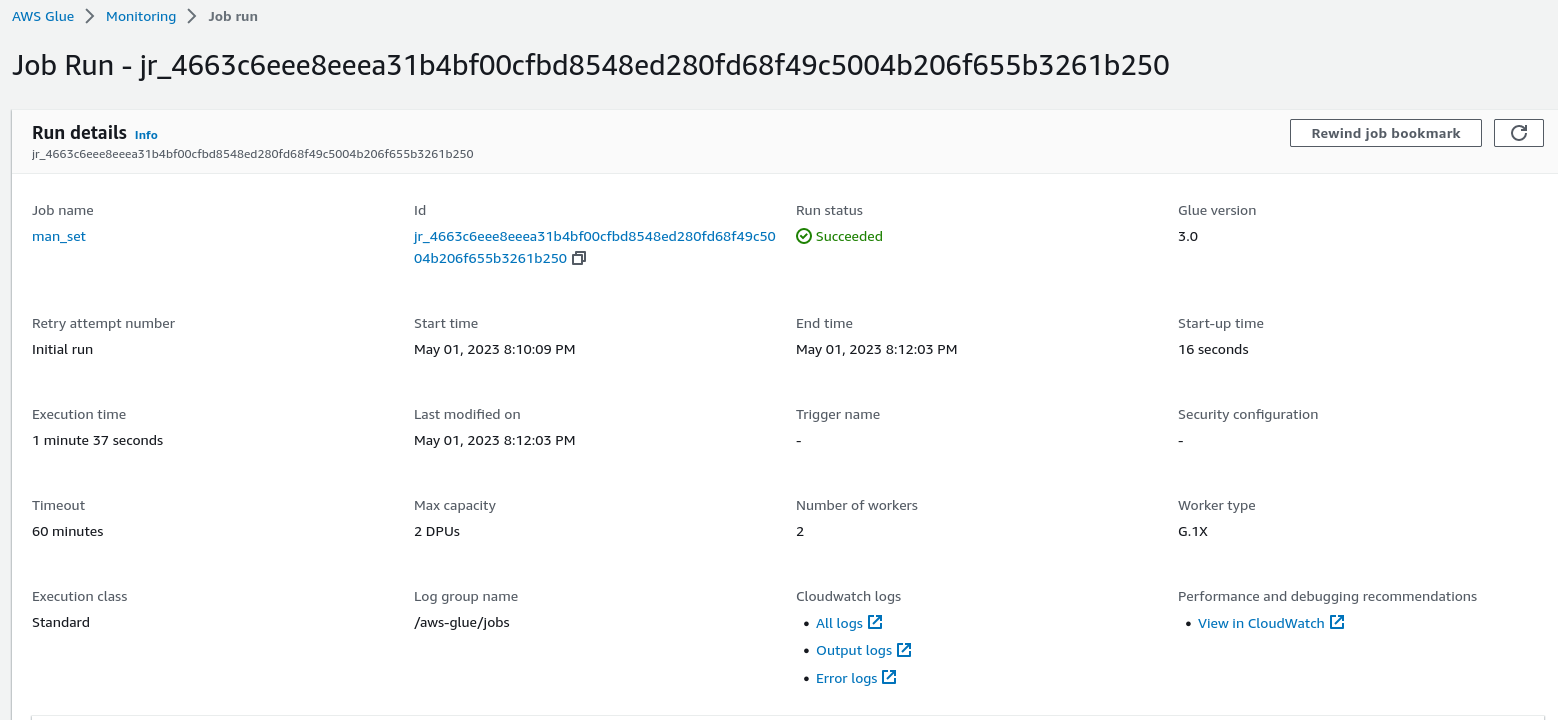 AWS Glue > Monitoring > Job run
Job Run - jr_4663c6eee8eeea31b4bf00cfbd8548ed280fd68f49c5004b206f655b3261b250
Run details Info
Rewind job bookmark
jr_4663c6eee8eeea31b4bf00cfbd8548ed280fd68f49c5004b206f655b3261b250
Job name
man_set
Id
jr_4663c6eee8eeea31b4bf00cfbd8548ed280fd68f49c50
04b206f655b3261b250
Run status
Succeeded
Glue version
3.0
Retry attempt number
Initial run
Start time
May 01, 2023 8:10:09 PM
End time
May 01, 2023 8:12:03 PM
Start-up time
16 seconds
Execution time
1 minute 37 seconds
Last modified on
May 01, 2023 8:12:03 PM
Trigger name
-
Security configuration
-
Timeout
60 minutes
Max capacity
2 DPUs
Number of workers
2
Worker type
G.1X
Execution class
Standard
Log group name
/aws-glue/jobs
Cloudwatch logs
• All logs
• Output logs
• Error logs
Performance and debugging recommendations
• View in CloudWatch